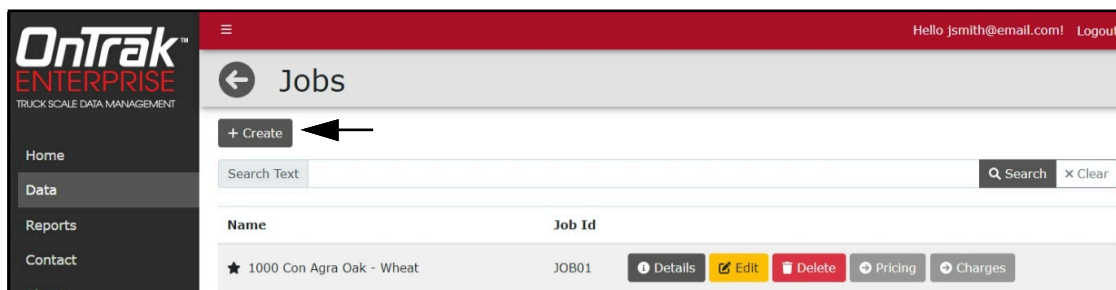 OnTrak™
ENTERPRISE
TRUCK SCALE DATA MANAGEMENT
Hello jsmith@email.com! Logout
Jobs
+ Create
Home
Search Text Search × Clear
Data
Reports
Name Job Id
Contact
★ 1000 Con Agra Oak - Wheat JOB01 Details Edit Delete Pricing Charges